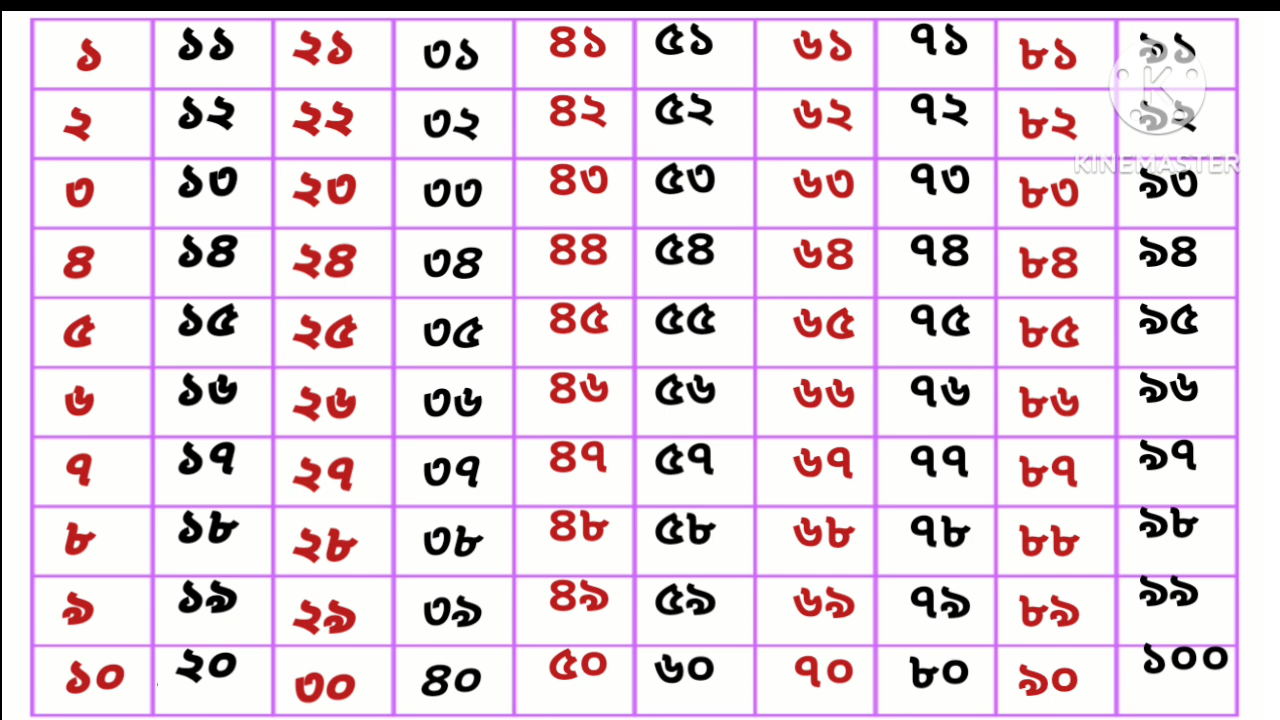 ১ ১১ ২১ ৩১ ৪১ ৫১ ৬১ ৭১ ৮১ ৯১
২ ১২ ২২ ৩২ ৪২ ৫২ ৬২ ৭২ ৮২ ৯২
KINEMASTER
৩ ১৩ ২৩ ৩৩ ৪৩ ৫৩ ৬৩ ৭৩ ৮৩ ৯৩
৪ ১৪ ২৪ ৩৪ ৪৪ ৫৪ ৬৪ ৭৪ ৮৪ ৯৪
৫ ১৫ ২৫ ৩৫ ৪৫ ৫৫ ৬৫ ৭৫ ৮৫ ৯৫
৬ ১৬ ২৬ ৩৬ ৪৬ ৫৬ ৬৬ ৭৬ ৮৬ ৯৬
৭ ১৭ ২৭ ৩৭ ৪৭ ৫৭ ৬৭ ৭৭ ৮৭ ৯৭
৮ ১৮ ২৮ ৩৮ ৪৮ ৫৮ ৬৮ ৭৮ ৮৮ ৯৮
৯ ১৯ ২৯ ৩৯ ৪৯ ৫৯ ৬৯ ৭৯ ৮৯ ৯৯
১০ ২০ ৩০ ৪০ ৫০ ৬০ ৭০ ৮০ ৯০ ১০০